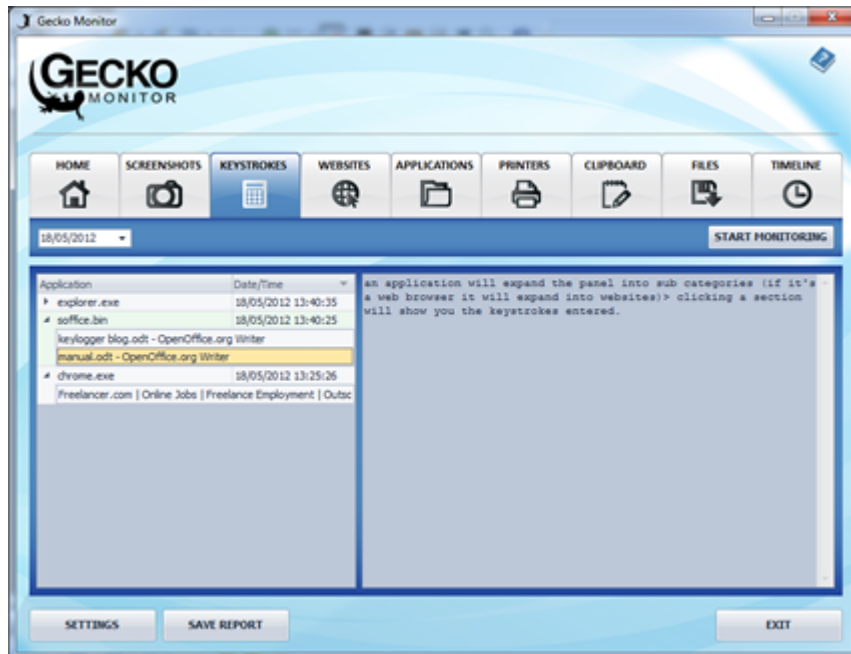 Gecko Monitor
GECKO
MONITOR
HOME SCREENSHOTS KEYSTROKES WEBSITES APPLICATIONS PRINTERS CLIPBOARD FILES TIMELINE
18/05/2012 START MONITORING
Application Date/Time
explorer.exe 18/05/2012 13:40:35
soffice.bin 18/05/2012 13:40:25
keylogger blog.odt - OpenOffice.org Writer
manual.odt - OpenOffice.org Writer
chrome.exe 18/05/2012 13:25:26
Freelancer.com | Online Jobs | Freelance Employment | Outsc
an application will expand the panel into sub categories (if it's
a web browser it will expand into websites)> clicking a section
will show you the keystrokes entered.
SETTINGS SAVE REPORT EXIT